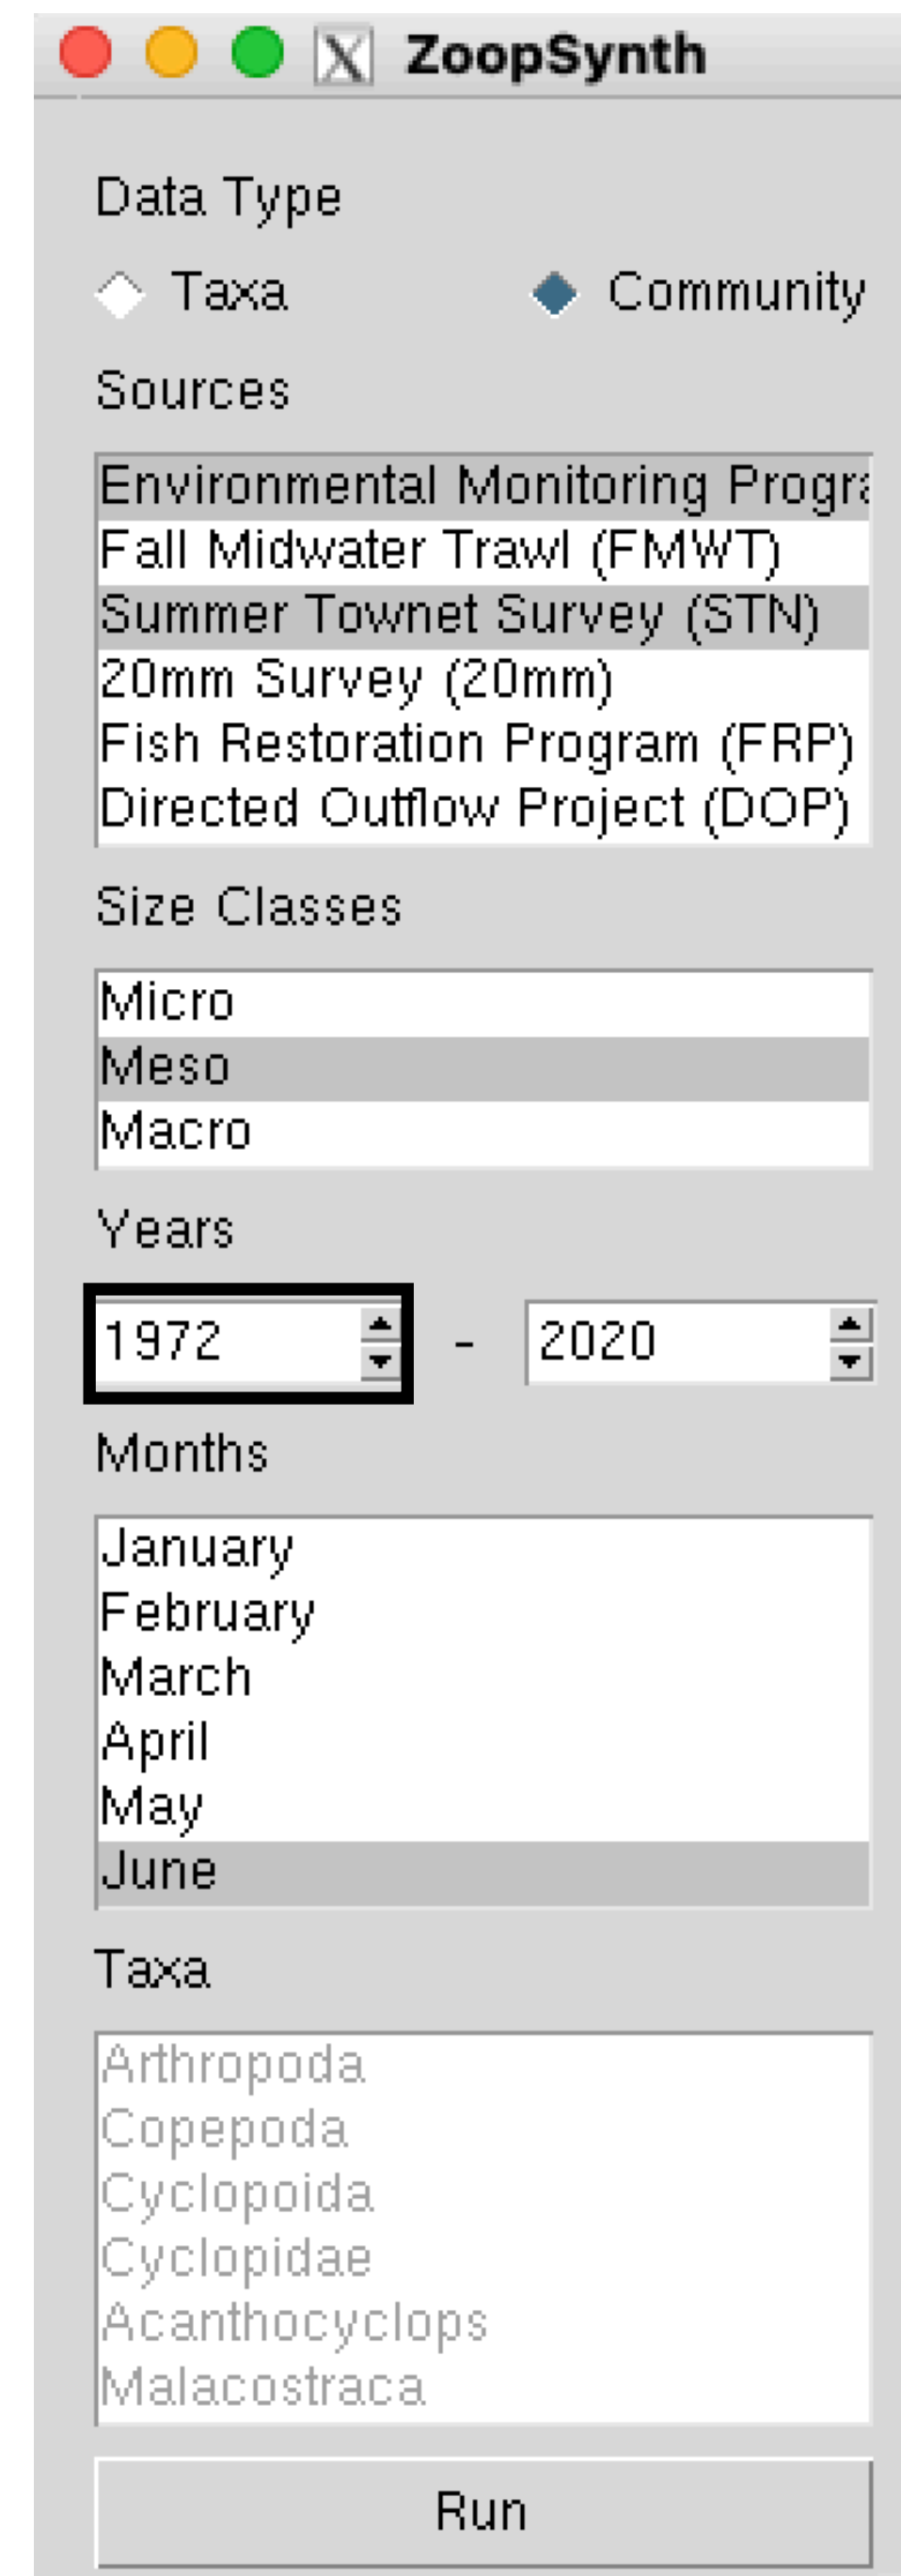 ZoopSynth
Data Type
Taxa Community
Sources
Environmental Monitoring
Fall Midwater Trawl (FMWT)
Summer Townet Survey (STN)
20mm Survey (20mm)
Fish Restoration Program (FRP)
Directed Outflow Project (DOP)
Size Classes
Micro
Meso
Macro
Years
1972 - 2020
Months
January
February
March
April
May
June
Taxa
Arthropoda
Copepoda
Cyclopoida
Cyclopidae
Acanthocyclops
Malacostraca
Run